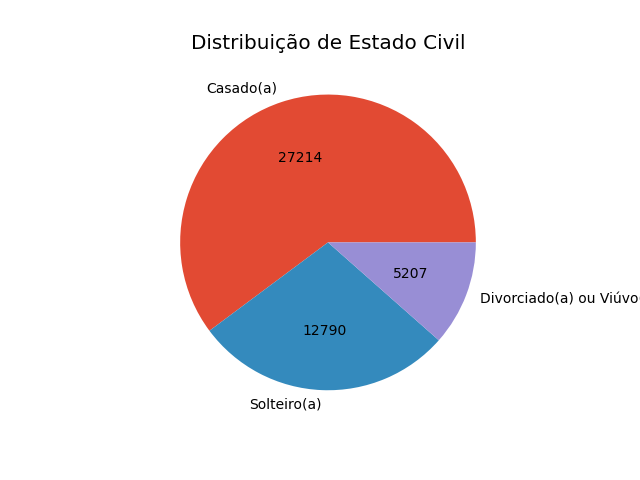 Distribuição de Estado Civil
Casado(a)
27214
5207
Divorciado(a) ou Viúvo(
12790
Solteiro(a)